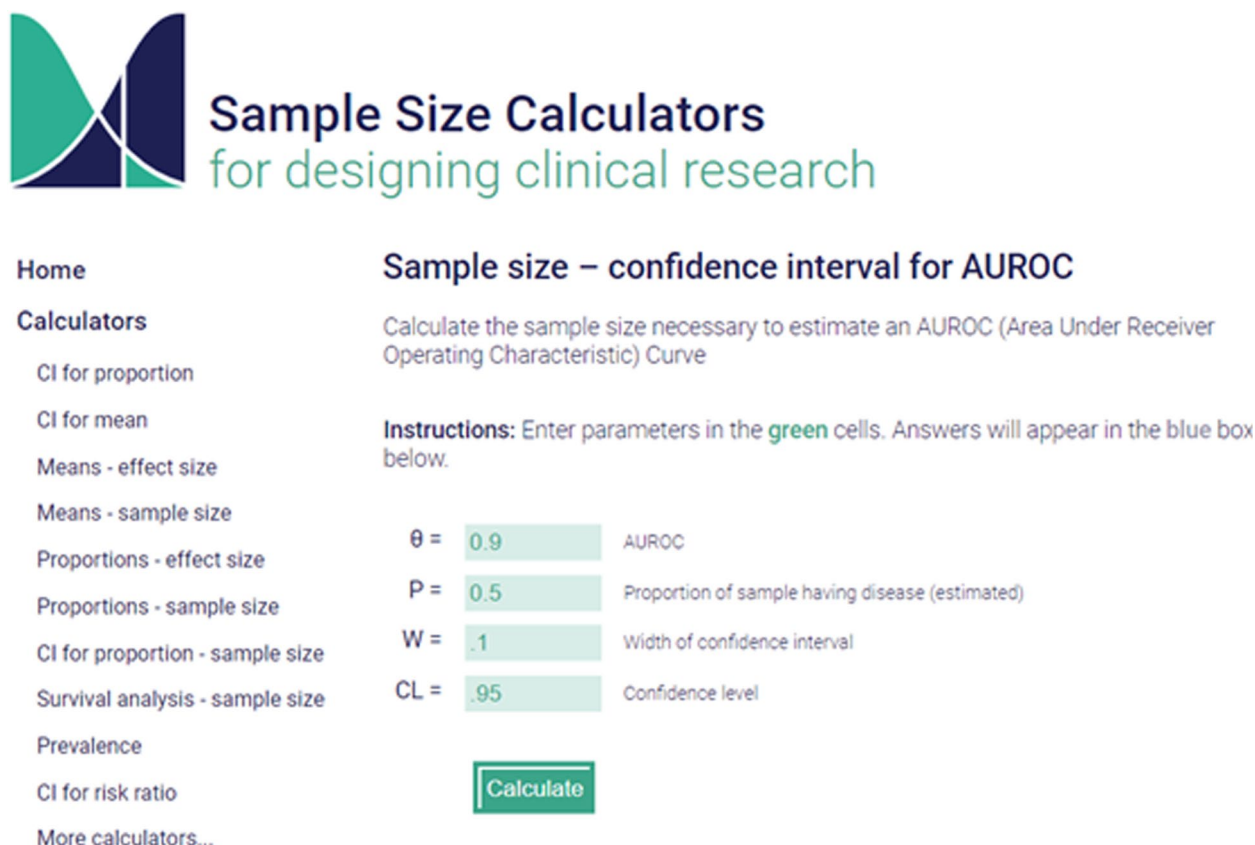 Sample Size Calculators
for designing clinical research
Home
Calculators
CI for proportion
CI for mean
Means - effect size
Means - sample size
Proportions - effect size
Proportions - sample size
CI for proportion - sample size
Survival analysis - sample size
Prevalence
CI for risk ratio
More calculators...
Sample size – confidence interval for AUROC
Calculate the sample size necessary to estimate an AUROC (Area Under Receiver
Operating Characteristic) Curve
Instructions: Enter parameters in the green cells. Answers will appear in the blue box
below.
θ = 0.9 AUROC
P = 0.5 Proportion of sample having disease (estimated)
W = .1 Width of confidence interval
CL = .95 Confidence level
Calculate